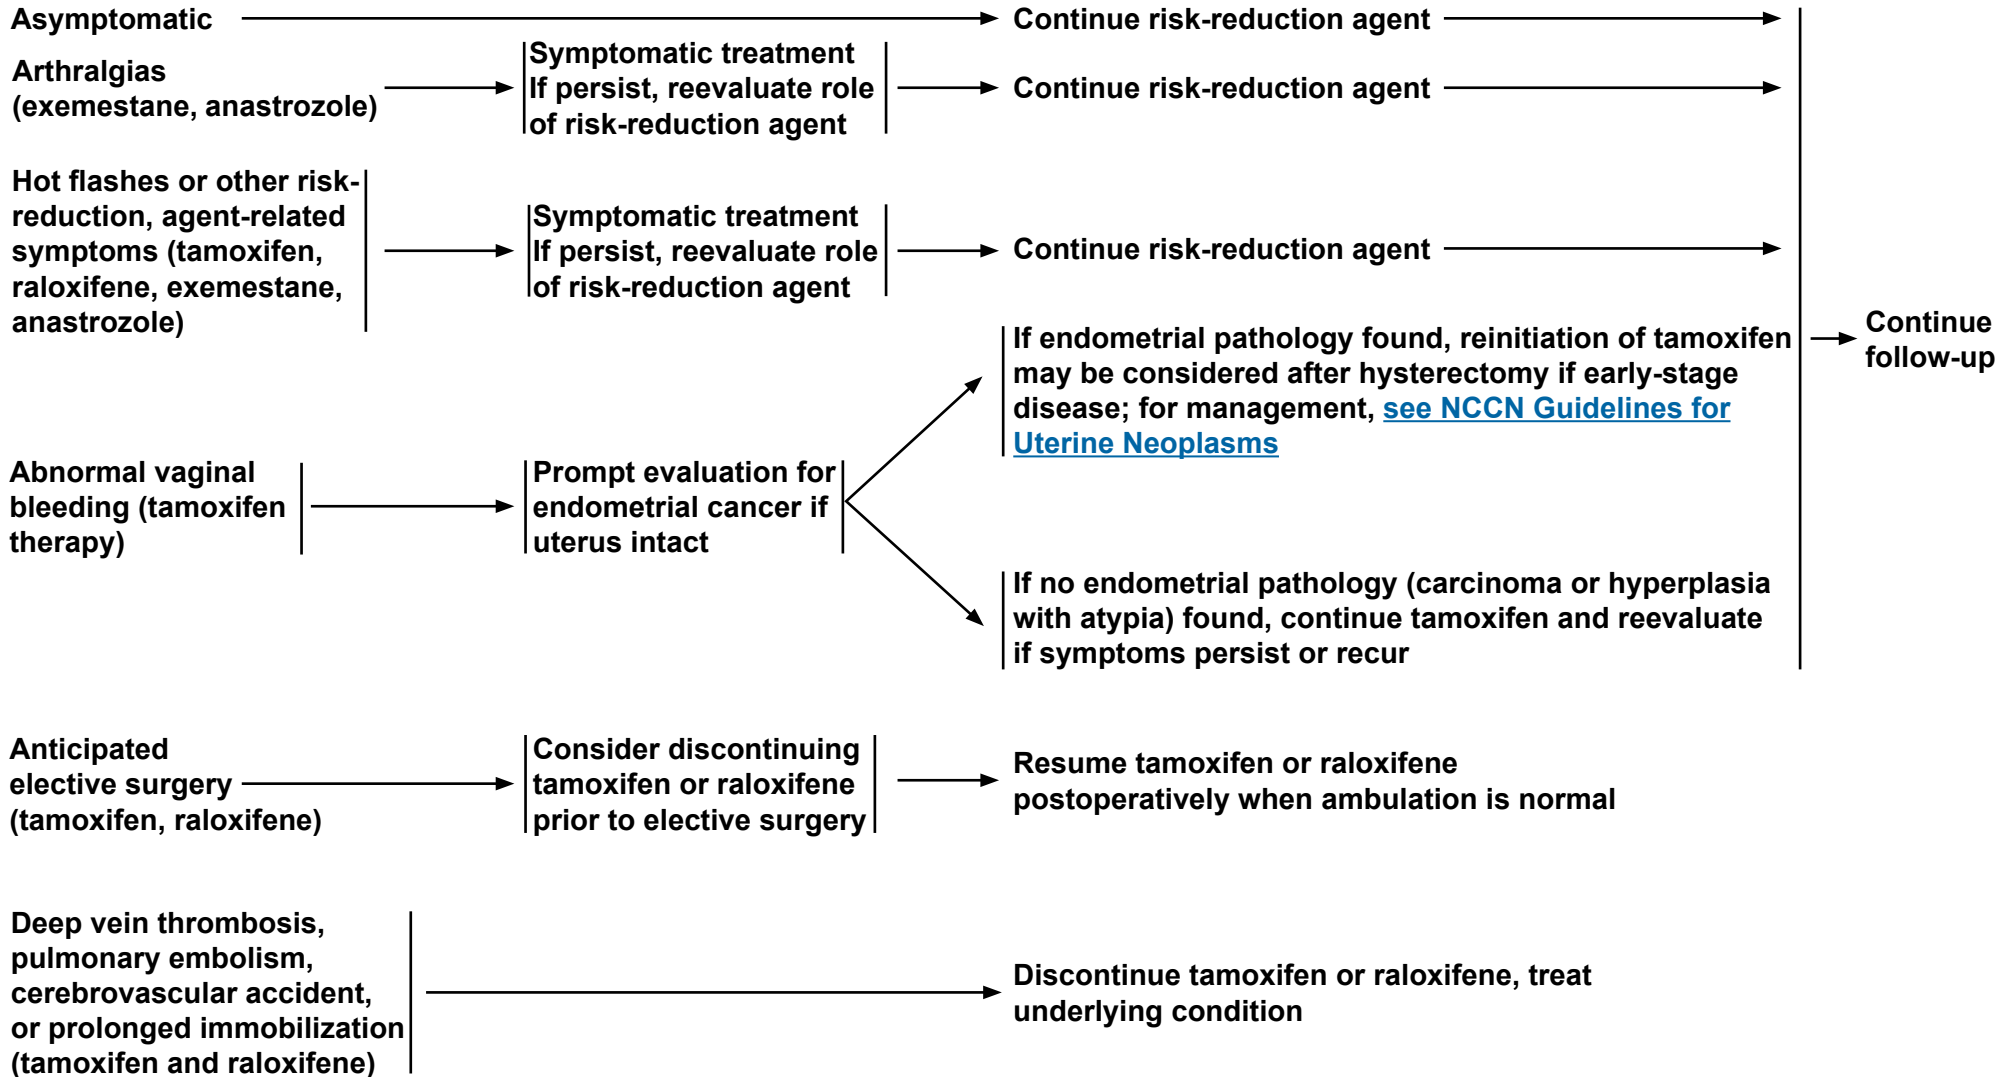 Asymptomatic
Continue risk-reduction agent
Arthralgias
(exemestane, anastrozole)
Symptomatic treatment
If persist, reevaluate role
of risk-reduction agent
Continue risk-reduction agent
Hot flashes or other risk-
reduction, agent-related
symptoms (tamoxifen,
raloxifene, exemestane,
anastrozole)
Symptomatic treatment
If persist, reevaluate role
of risk-reduction agent
Continue risk-reduction agent
Abnormal vaginal
bleeding (tamoxifen
therapy)
Prompt evaluation for
endometrial cancer if
uterus intact
If endometrial pathology found, reinitiation of tamoxifen
may be considered after hysterectomy if early-stage
disease; for management, see NCCN Guidelines for
Uterine Neoplasms
If no endometrial pathology (carcinoma or hyperplasia
with atypia) found, continue tamoxifen and reevaluate
if symptoms persist or recur
Continue
follow-up
Anticipated
elective surgery
(tamoxifen, raloxifene)
Consider discontinuing
tamoxifen or raloxifene
prior to elective surgery
Resume tamoxifen or raloxifene
postoperatively when ambulation is normal
Deep vein thrombosis,
pulmonary embolism,
cerebrovascular accident,
or prolonged immobilization
(tamoxifen and raloxifene)
Discontinue tamoxifen or raloxifene, treat
underlying condition